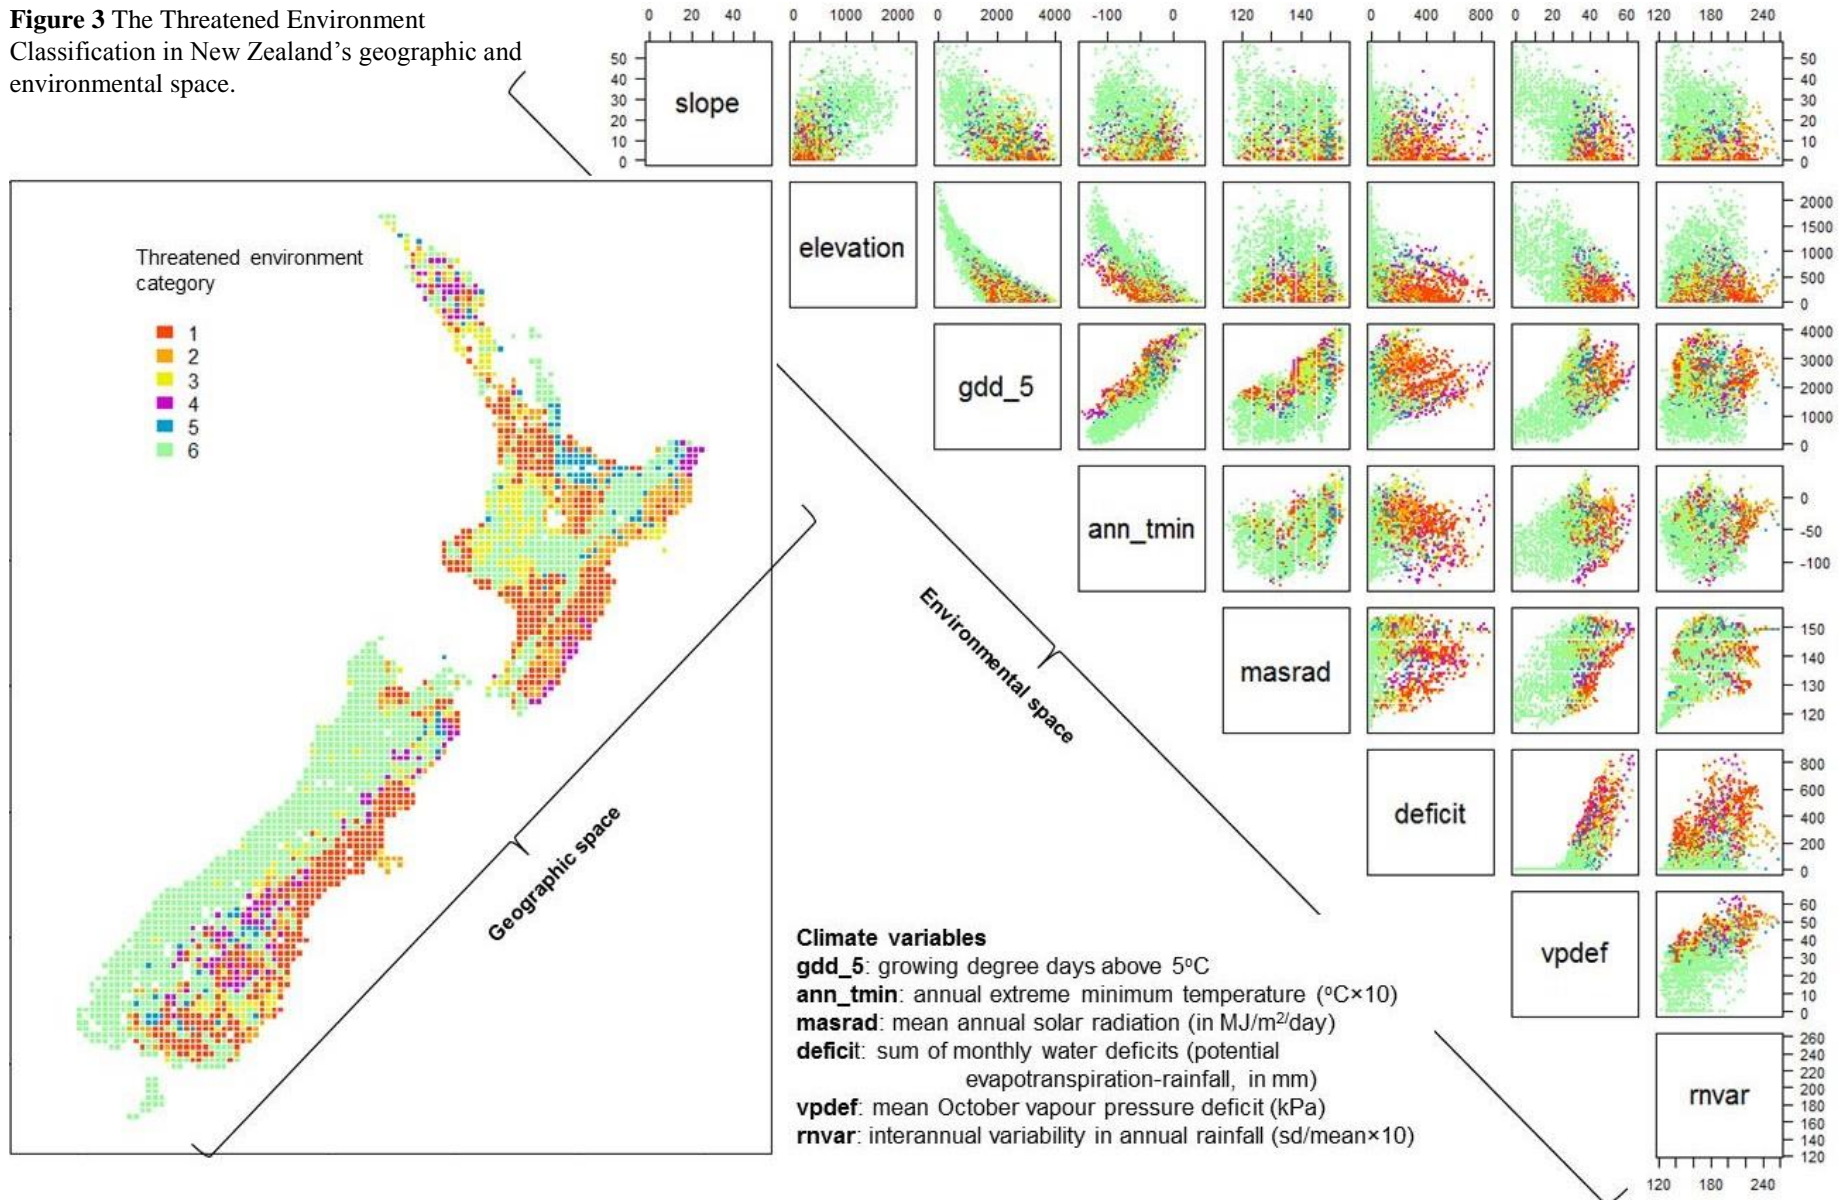 Figure 3 The Threatened Environment
Classification in New Zealand’s geographic and
environmental space.
0 20 40
0 1000 2000
0 2000 4000
-100 0
120 140
0 400 800
0 20 40 60
120 180 240
slope
50
40
30
20
10
0
50
40
30
20
10
0
elevation
2000
1500
1000
500
0
gdd_5
4000
3000
2000
1000
0
ann_tmin
0
-50
-100
masrad
150
140
130
120
deficit
800
600
400
200
0
vpdef
60
50
40
30
20
10
0
rnvar
260
240
220
200
180
160
140
120
120 180 240
Threatened environment
category
1
2
3
4
5
6
Geographic space
Environmental space
Climate variables
gdd_5: growing degree days above 5ºC
ann_tmin: annual extreme minimum temperature (ºC×10)
masrad: mean annual solar radiation (in MJ/m²/day)
deficit: sum of monthly water deficits (potential
evapotranspiration-rainfall, in mm)
vpdef: mean October vapour pressure deficit (kPa)
rnvar: interannual variability in annual rainfall (sd/mean×10)